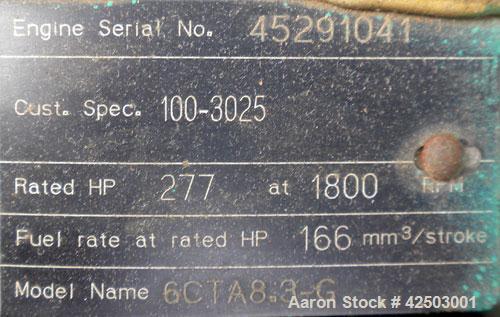 Engine Serial No. 45291041
Cust. Spec. 100-3025
Rated HP 277 at 1800 RPM
Fuel rate at rated HP 166 mm³/stroke
Model Name 6CTA8.3-G
Aaron Stock # 42503001